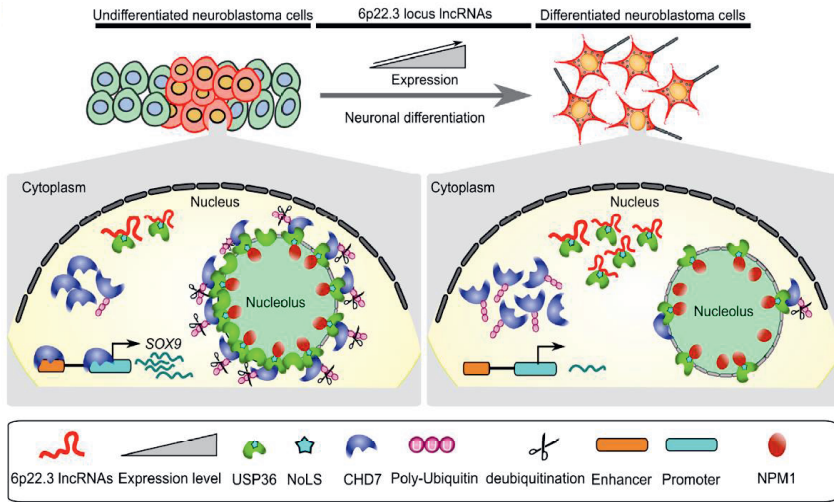 Undifferentiated neuroblastoma cells
6p22.3 locus lncRNAs
Differentiated neuroblastoma cells
Expression
Neuronal differentiation
Cytoplasm
Nucleus
Nucleolus
SOX9
Cytoplasm
Nucleus
Nucleolus
6p22.3 lncRNAs
Expression level
USP36
NoLS
CHD7
Poly-Ubiquitin
deubiquitination
Enhancer
Promoter
NPM1